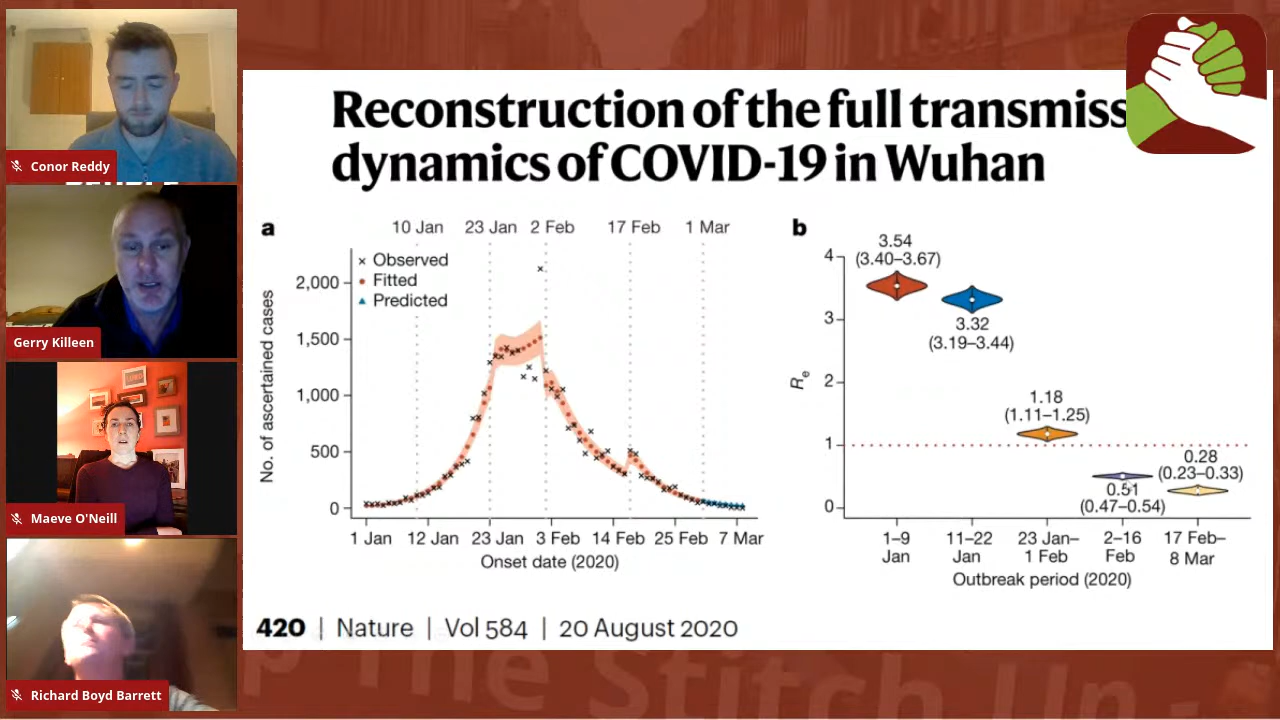 Conor Reddy
Gerry Killeen
Maeve O'Neill
Richard Boyd Barrett
Reconstruction of the full transmiss
dynamics of COVID-19 in Wuhan
a
10 Jan 23 Jan 2 Feb 17 Feb 1 Mar
Observed
Fitted
Predicted
No. of ascertained cases
2,000
1,500
1,000
500
0
1 Jan 12 Jan 23 Jan 3 Feb 14 Feb 25 Feb 7 Mar
Onset date (2020)
b
Re
4
3
2
1
0
3.54
(3.40–3.67)
3.32
(3.19–3.44)
1.18
(1.11–1.25)
0.51
(0.47–0.54)
0.28
(0.23–0.33)
1–9
Jan
11–22
Jan
23 Jan–
1 Feb
2–16
Feb
17 Feb–
8 Mar
Outbreak period (2020)
420 | Nature | Vol 584 | 20 August 2020
p The Stitch Up